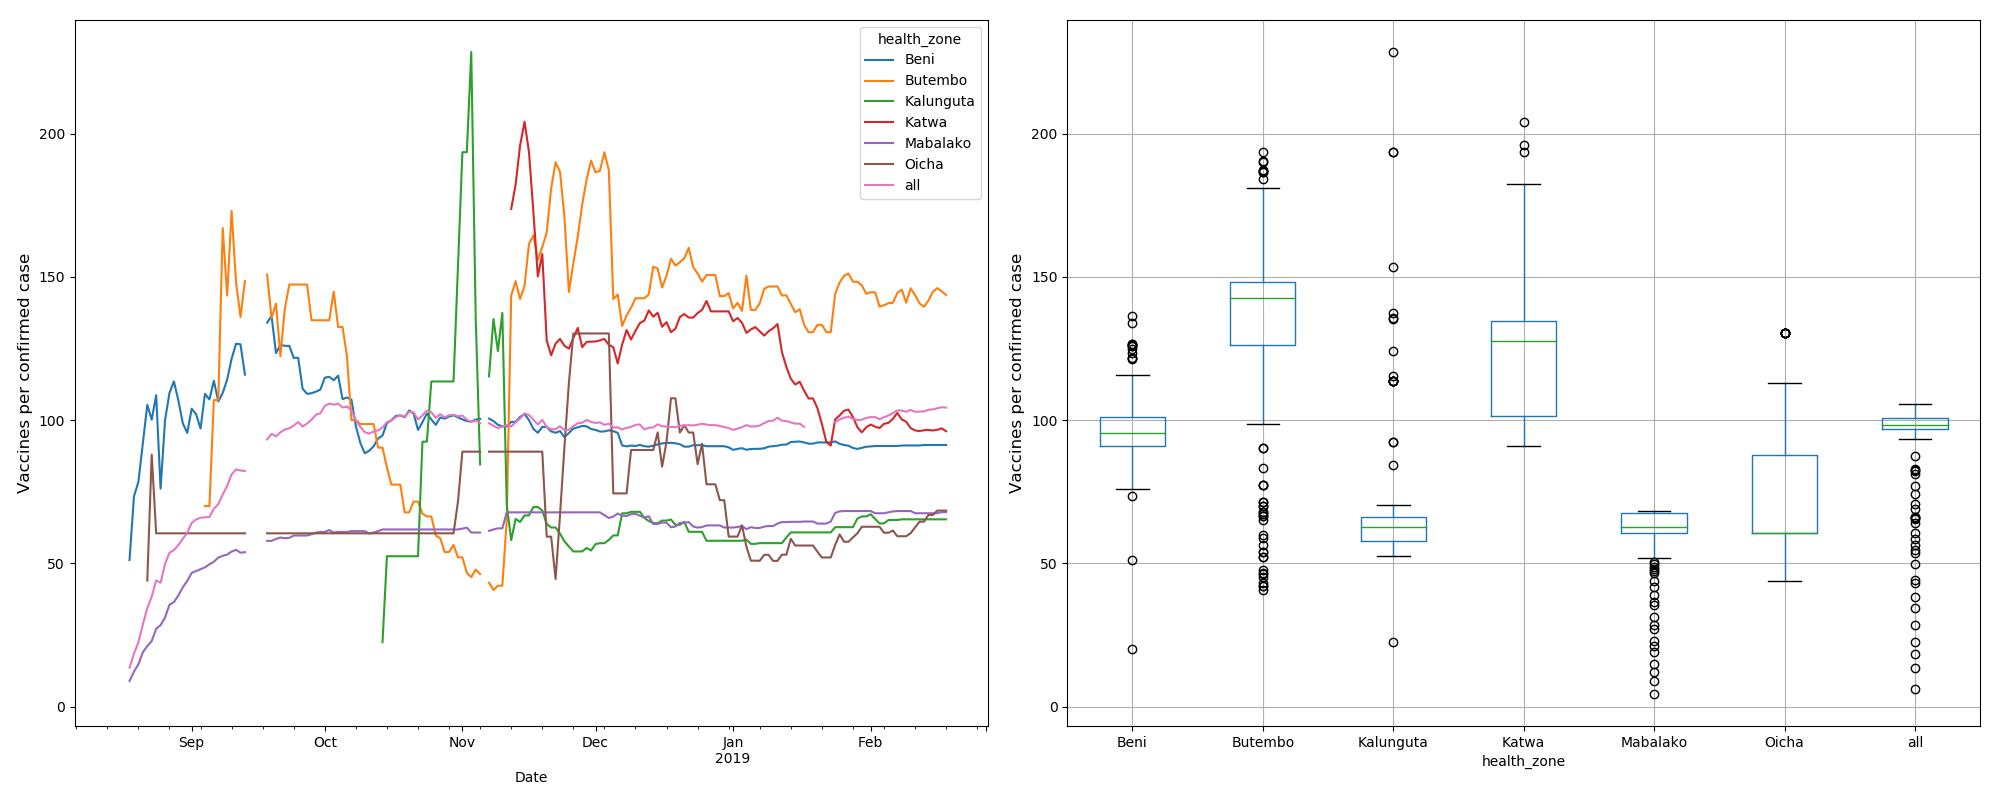 health_zone
Beni
Butembo
Kalunguta
Katwa
Mabalako
Oicha
all
Vaccines per confirmed case
200
150
100
50
0
Sep
Oct
Nov
Dec
Jan
2019
Feb
Date
Vaccines per confirmed case
200
150
100
50
0
Beni
Butembo
Kalunguta
Katwa
Mabalako
Oicha
all
health_zone